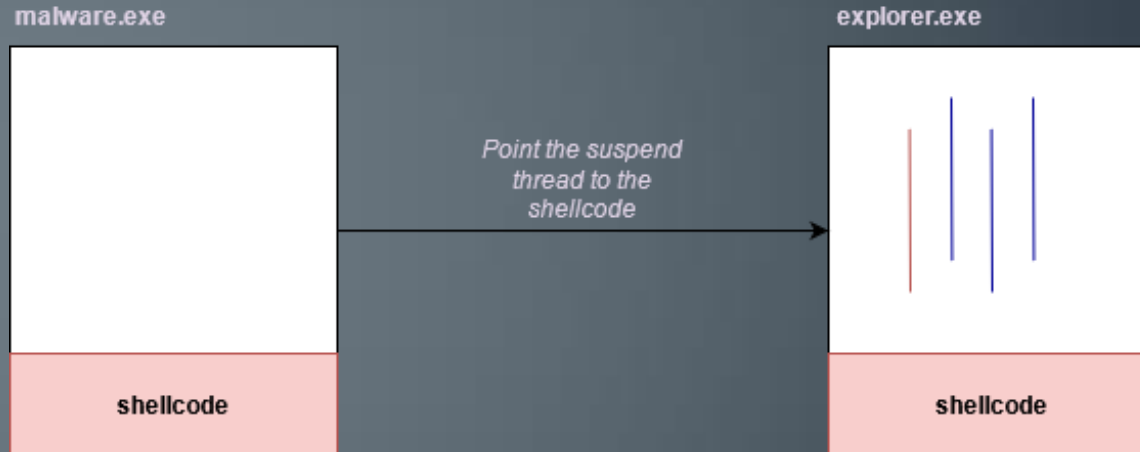 malware.exe
explorer.exe
Point the suspend
thread to the
shellcode
shellcode
shellcode